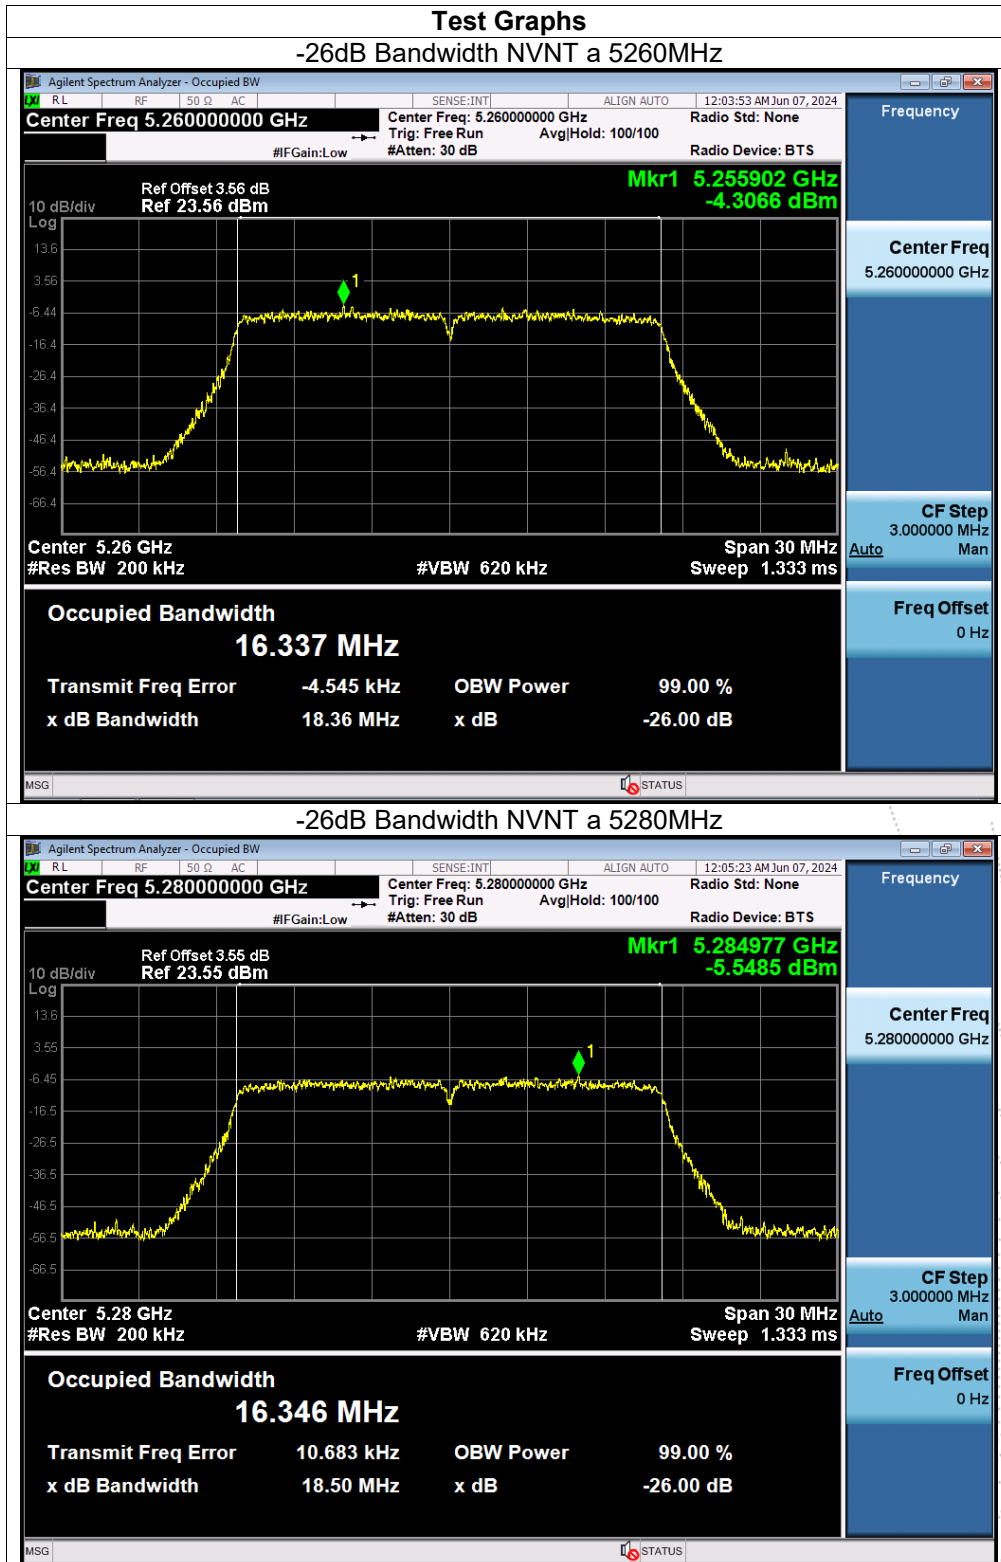 Test Graphs
-26dB Bandwidth NVNT a 5260MHz
Agilent Spectrum Analyzer - Occupied BW
LXI RL RF 50 Ω AC SENSE:INT ALIGN AUTO 12:03:53 AM Jun 07, 2024
Center Freq 5.260000000 GHz
Center Freq: 5.260000000 GHz
Radio Std: None
Trig: Free Run Avg|Hold: 100/100
#IFGain:Low #Atten: 30 dB Radio Device: BTS
Frequency
Mkr1 5.255902 GHz
-4.3066 dBm
Ref Offset 3.56 dB
10 dB/div Ref 23.56 dBm
Log
13.6
3.56
-6.44
-16.4
-26.4
-36.4
-46.4
-56.4
-66.4
1
Center 5.26 GHz Span 30 MHz
#Res BW 200 kHz #VBW 620 kHz Sweep 1.333 ms
Center Freq
5.260000000 GHz
CF Step
3.000000 MHz
Auto Man
Freq Offset
0 Hz
Occupied Bandwidth
16.337 MHz
Transmit Freq Error -4.545 kHz OBW Power 99.00 %
x dB Bandwidth 18.36 MHz x dB -26.00 dB
MSG STATUS
-26dB Bandwidth NVNT a 5280MHz
Agilent Spectrum Analyzer - Occupied BW
LXI RL RF 50 Ω AC SENSE:INT ALIGN AUTO 12:05:23 AM Jun 07, 2024
Center Freq 5.280000000 GHz
Center Freq: 5.280000000 GHz
Radio Std: None
Trig: Free Run Avg|Hold: 100/100
#IFGain:Low #Atten: 30 dB Radio Device: BTS
Frequency
Mkr1 5.284977 GHz
-5.5485 dBm
Ref Offset 3.55 dB
10 dB/div Ref 23.55 dBm
Log
13.6
3.55
-6.45
-16.5
-26.5
-36.5
-46.5
-56.5
-66.5
1
Center 5.28 GHz Span 30 MHz
#Res BW 200 kHz #VBW 620 kHz Sweep 1.333 ms
Center Freq
5.280000000 GHz
CF Step
3.000000 MHz
Auto Man
Freq Offset
0 Hz
Occupied Bandwidth
16.346 MHz
Transmit Freq Error 10.683 kHz OBW Power 99.00 %
x dB Bandwidth 18.50 MHz x dB -26.00 dB
MSG STATUS